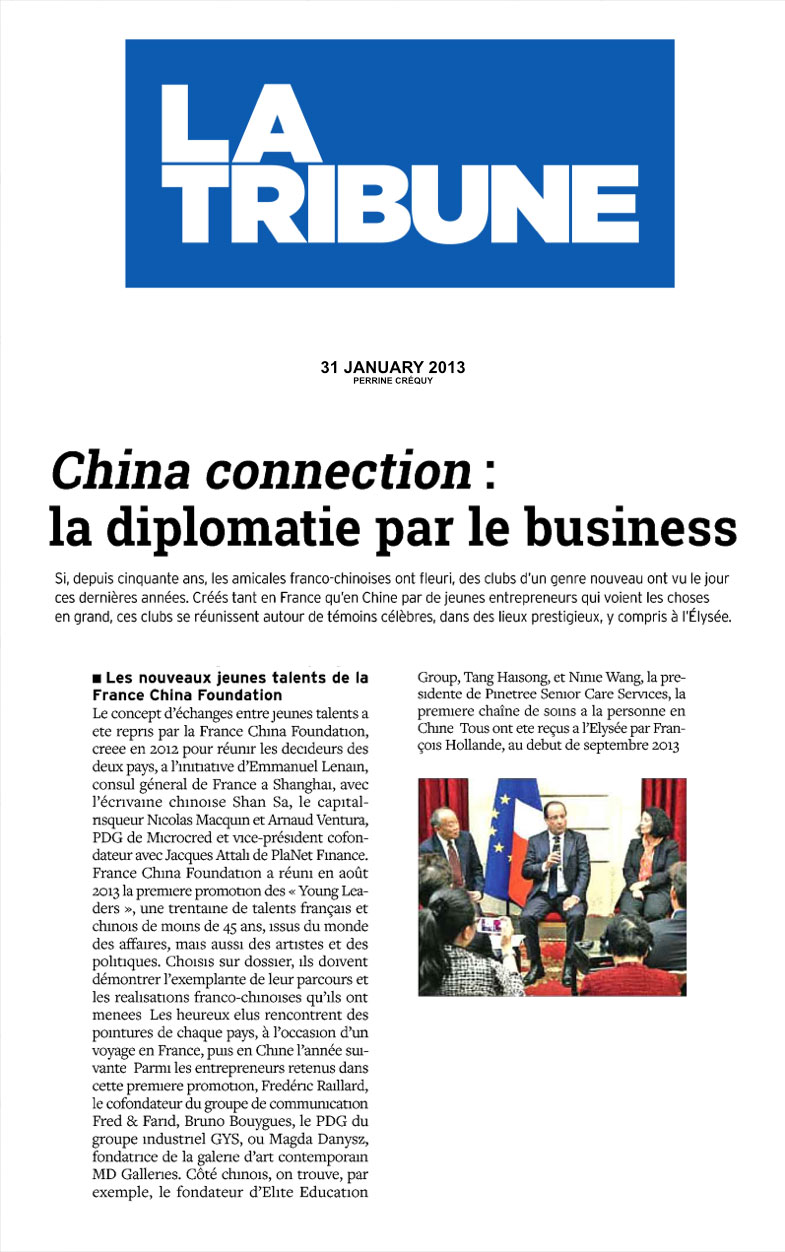 LA
TRIBUNE
31 JANUARY 2013
PERRINE CRÉQUY
China connection :
la diplomatie par le business
Si, depuis cinquante ans, les amicales franco-chinoises ont fleuri, des clubs d'un genre nouveau ont vu le jour
ces dernières années. Créés tant en France qu'en Chine par de jeunes entrepreneurs qui voient les choses
en grand, ces clubs se réunissent autour de témoins célèbres, dans des lieux prestigieux, y compris à l'Élysée.
■ Les nouveaux jeunes talents de la
France China Foundation
Le concept d'échanges entre jeunes talents a
ete repris par la France China Foundation,
creee en 2012 pour réunir les decideurs des
deux pays, a l'initiative d'Emmanuel Lenain,
consul général de France a Shanghai, avec
l'écrivaine chinoise Shan Sa, le capital-
risqueur Nicolas Macquin et Arnaud Ventura,
PDG de Microcred et vice-président cofon-
dateur avec Jacques Attali de PlaNet Finance.
France China Foundation a réuni en août
2013 la premiere promotion des « Young Lea-
ders », une trentaine de talents français et
chinois de moins de 45 ans, issus du monde
des affaires, mais aussi des artistes et des
politiques. Choisis sur dossier, ils doivent
démontrer l'exemplarite de leur parcours et
les realisations franco-chinoises qu'ils ont
menees Les heureux elus rencontrent des
pointures de chaque pays, à l'occasion d'un
voyage en France, puis en Chine l'année sui-
vante Parmi les entrepreneurs retenus dans
cette premiere promotion, Fredéric Raillard,
le cofondateur du groupe de communication
Fred & Farid, Bruno Bouygues, le PDG du
groupe industriel GYS, ou Magda Danysz,
fondatrice de la galerie d'art contemporain
MD Galleries. Côté chinois, on trouve, par
exemple, le fondateur d'Elite Education
Group, Tang Haisong, et Ninie Wang, la pre-
sidente de Pinetree Senior Care Services, la
premiere chaîne de soins a la personne en
Chine Tous ont ete reçus a l'Elysée par Fran-
çois Hollande, au debut de septembre 2013